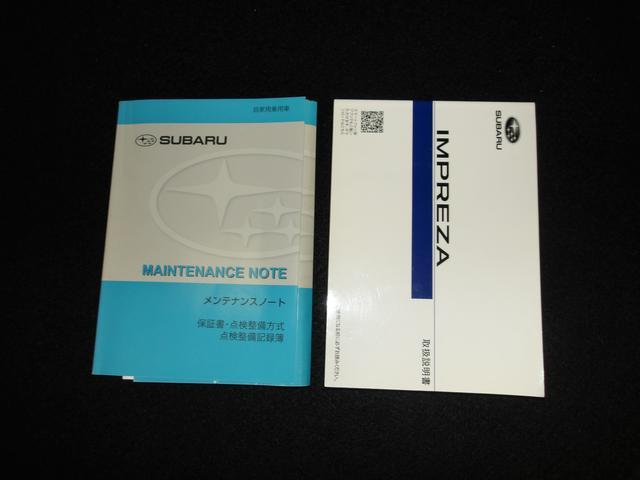 自家用乗用車
SUBARU
MAINTENANCE NOTE
メンテナンスノート
保証書・点検整備方式
点検整備記録簿
SUBARU
IMPREZA
取扱説明書